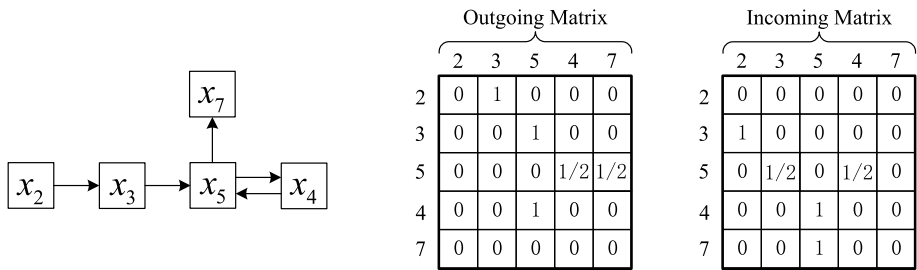 Outgoing Matrix
Incoming Matrix
2 3 5 4 7
2 3 5 4 7
x7
x2 x3 x5 x4
2 0 1 0 0 0
3 0 0 1 0 0
5 0 0 0 1/2 1/2
4 0 0 1 0 0
7 0 0 0 0 0
2 0 0 0 0 0
3 1 0 0 0 0
5 0 1/2 0 1/2 0
4 0 0 1 0 0
7 0 0 1 0 0